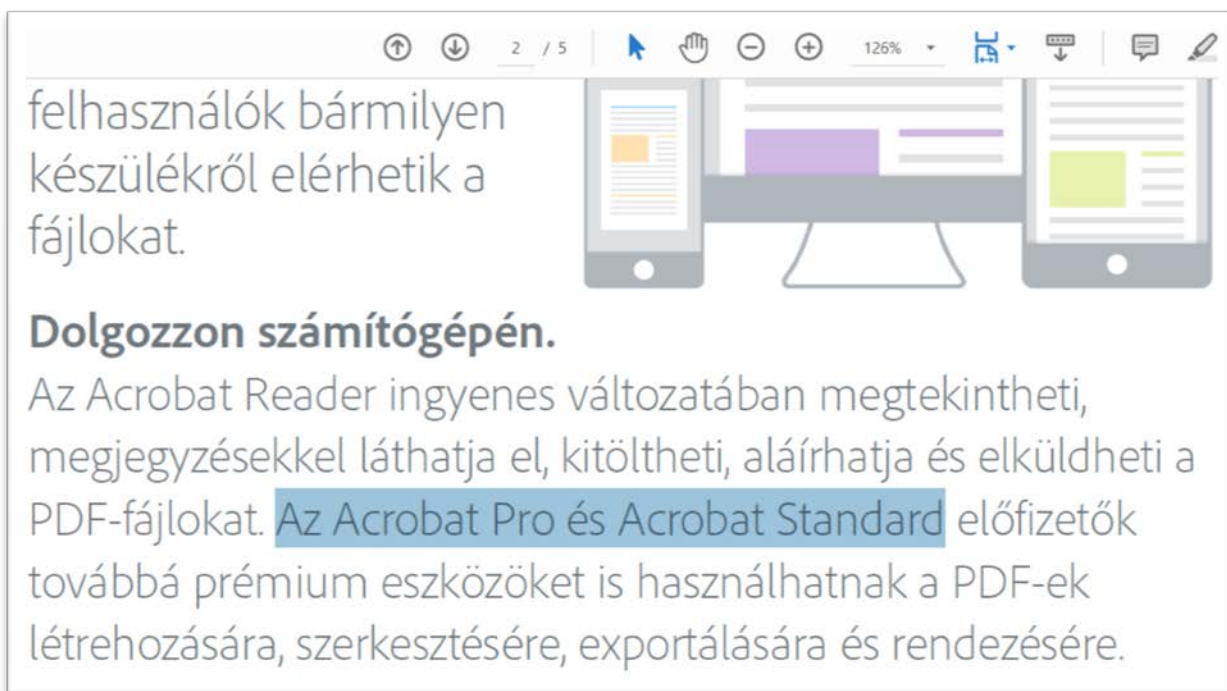 2 / 5 126%
felhasználók bármilyen
készülékről elérhetik a
fájlokat.
Dolgozzon számítógépén.
Az Acrobat Reader ingyenes változatában megtekintheti,
megjegyzésekkel láthatja el, kitöltheti, aláírhatja és elküldheti a
PDF-fájlokat. Az Acrobat Pro és Acrobat Standard előfizetők
továbbá prémium eszközöket is használhatnak a PDF-ek
létrehozására, szerkesztésére, exportálására és rendezésére.